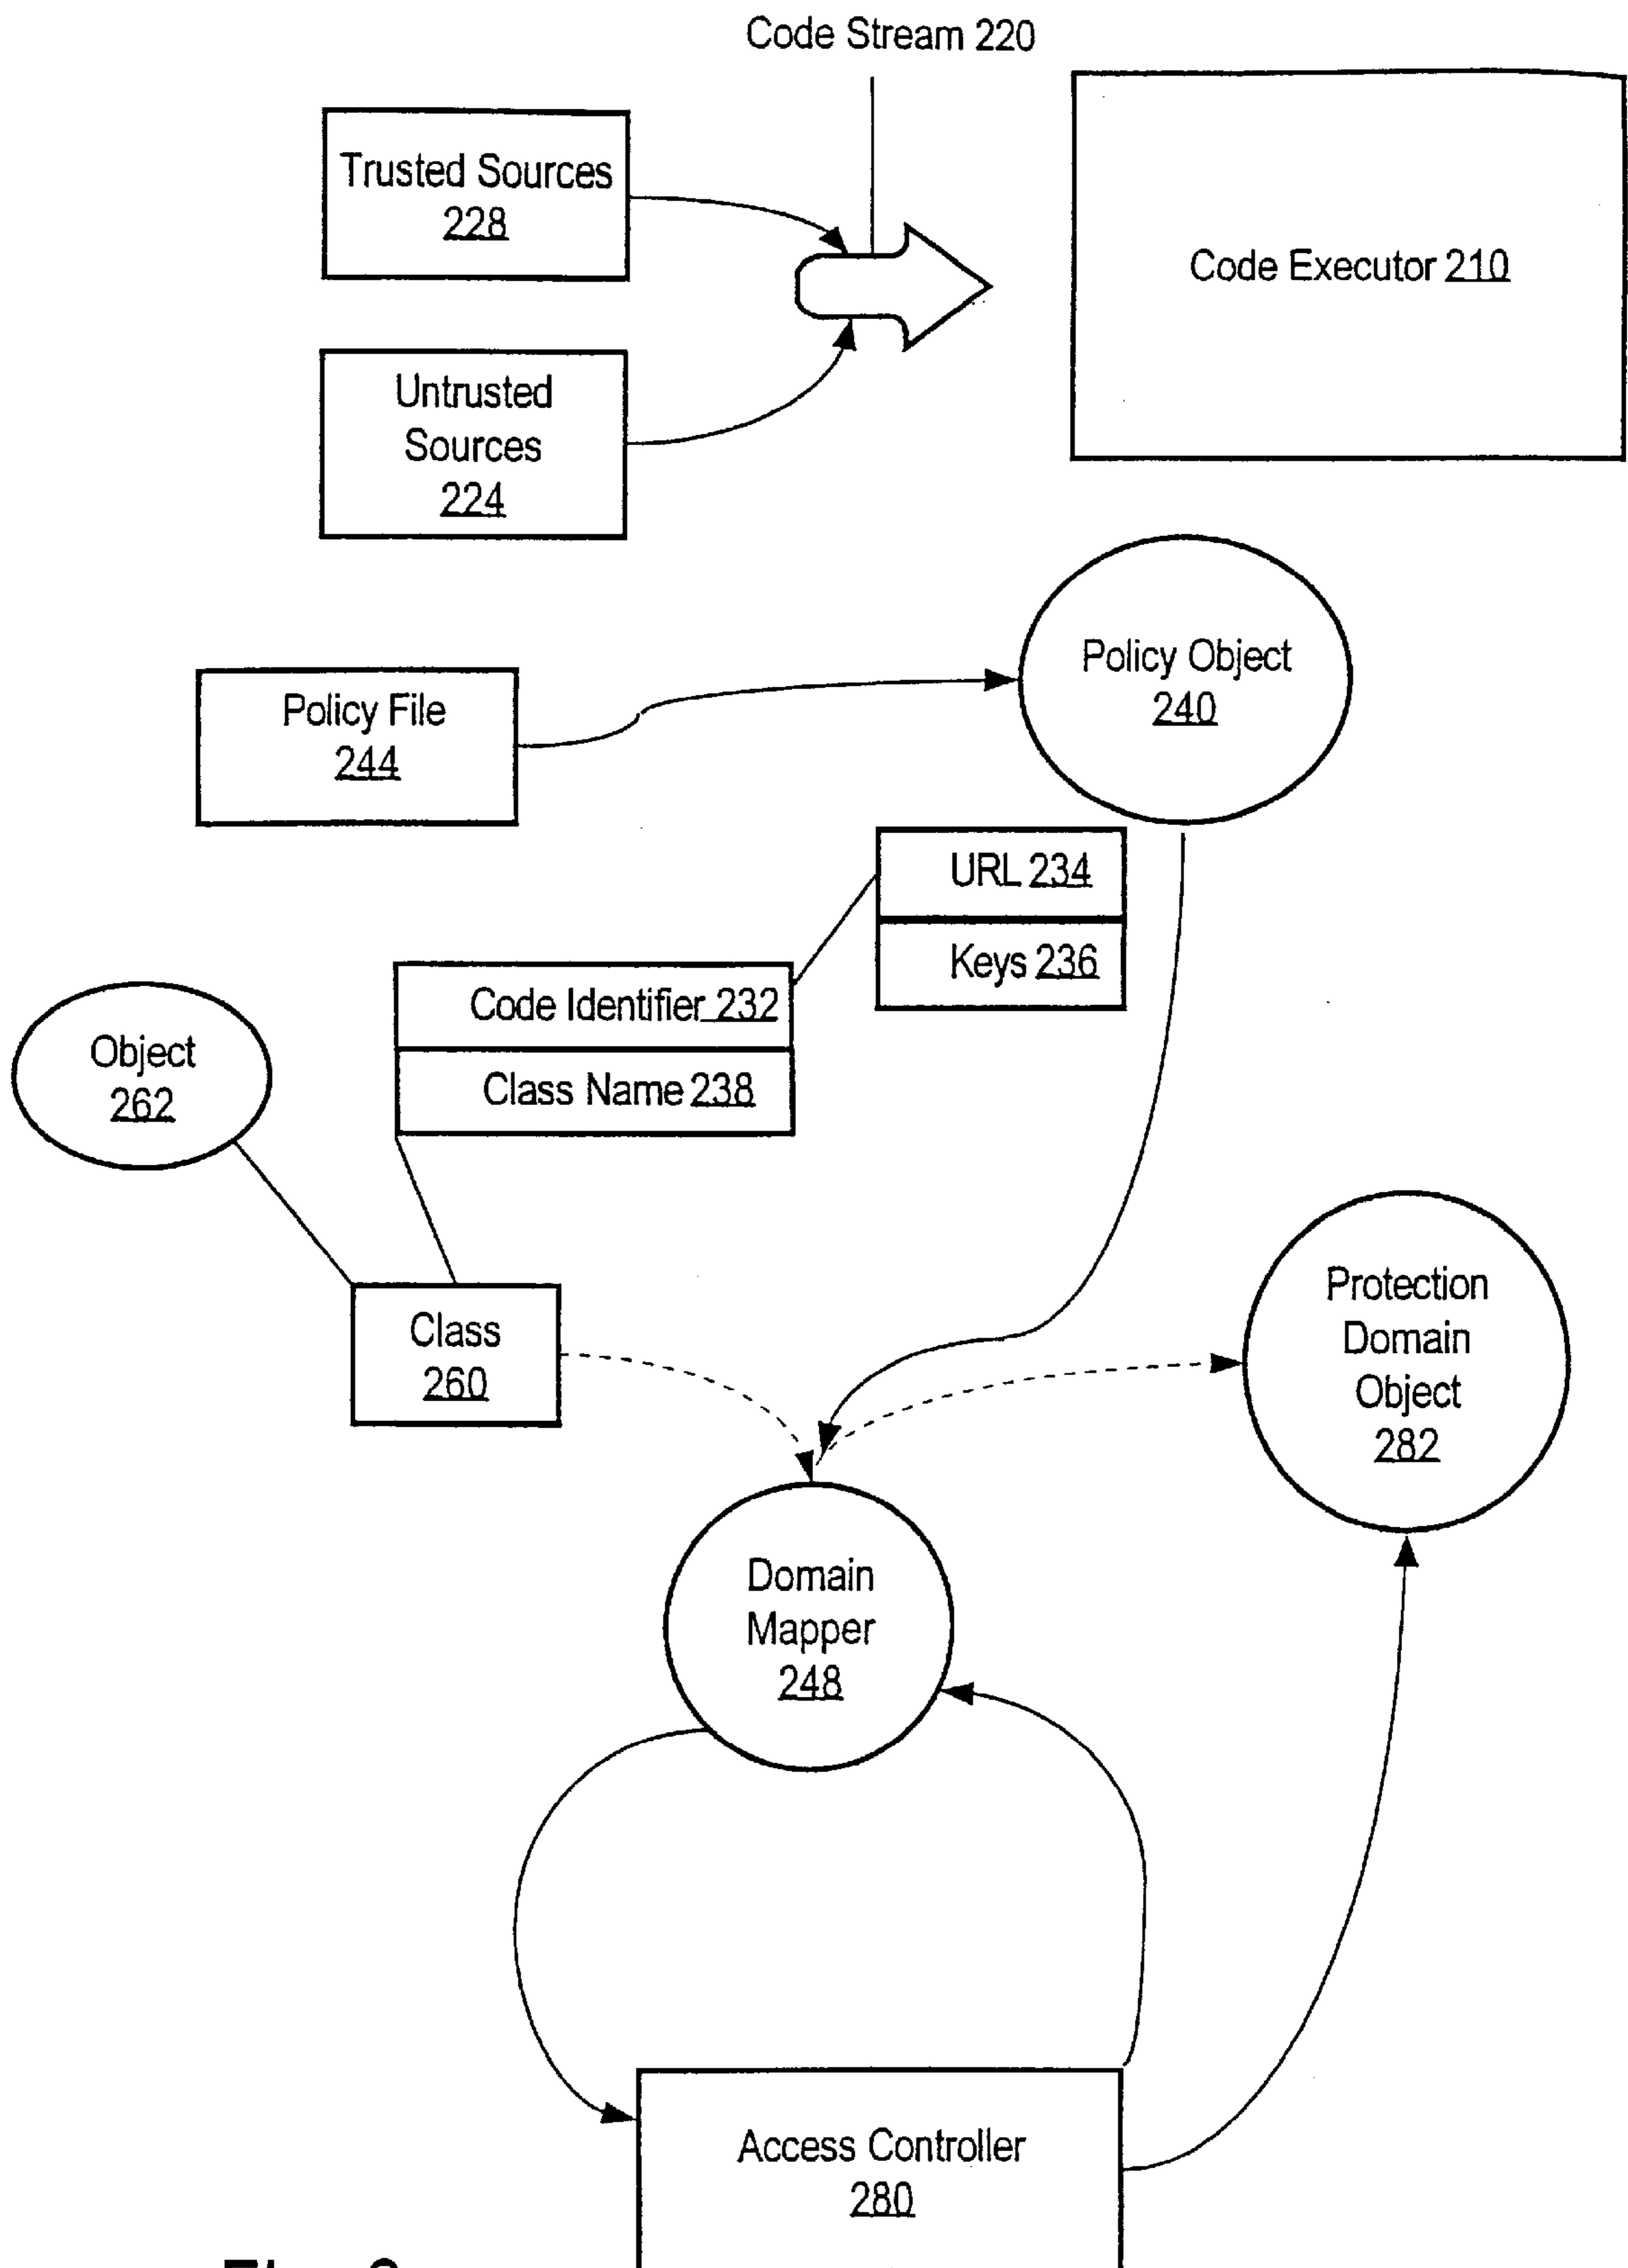 Code Stream 220
Trusted Sources
228
Code Executor 210
Untrusted
Sources
224
Policy Object
240
Policy File
244
URL 234
Keys 236
Code Identifier 232
Class Name 238
Object
262
Protection
Domain
Object
282
Class
260
Domain
Mapper
248
Access Controller
280